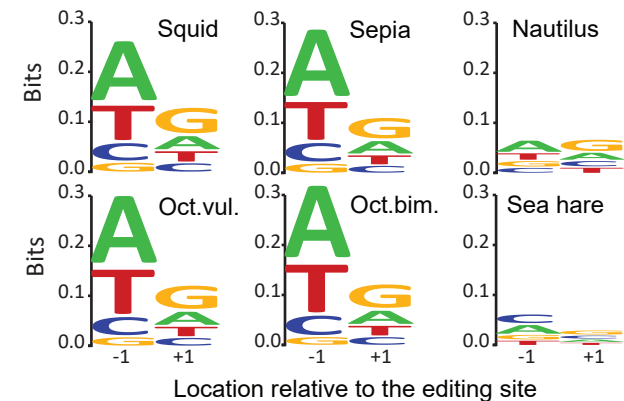 Squid
Sepia
Nautilus
Bits
0.3
0.2
0.1
0.0
A
T
C
G
G
A
T
C
0.3
0.2
0.1
0.0
A
T
C
G
G
A
T
C
0.3
0.2
0.1
0.0
A
T
G
C
G
A
C
T
Oct.vul.
Oct.bim.
Sea hare
Bits
0.3
0.2
0.1
0.0
A
T
C
G
G
A
T
C
-1 +1
0.3
0.2
0.1
0.0
A
T
C
G
G
A
T
C
-1 +1
0.3
0.2
0.1
0.0
C
A
G
T
G
C
-1 +1
Location relative to the editing site